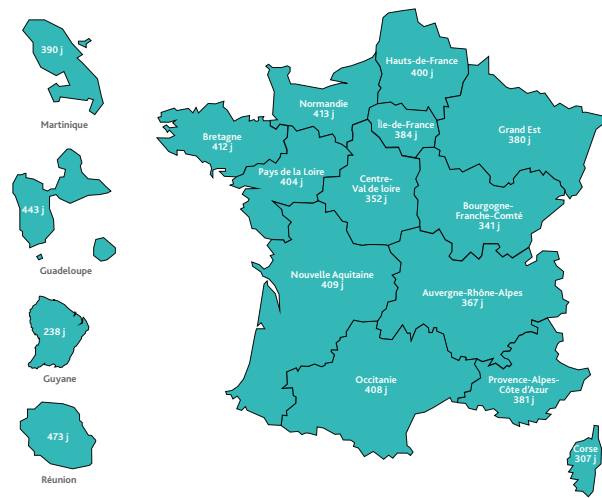 390 j
Martinique
443 j
Guadeloupe
238 j
Guyane
473 j
Réunion
Hauts-de-France
400 j
Normandie
413 j
Île-de-France
384 j
Grand Est
380 j
Bretagne
412 j
Pays de la Loire
404 j
Centre-
Val de loire
352 j
Bourgogne-
Franche-Comté
341 j
Nouvelle Aquitaine
409 j
Auvergne-Rhône-Alpes
367 j
Occitanie
408 j
Provence-Alpes-
Côte d'Azur
381 j
Corse
307 j